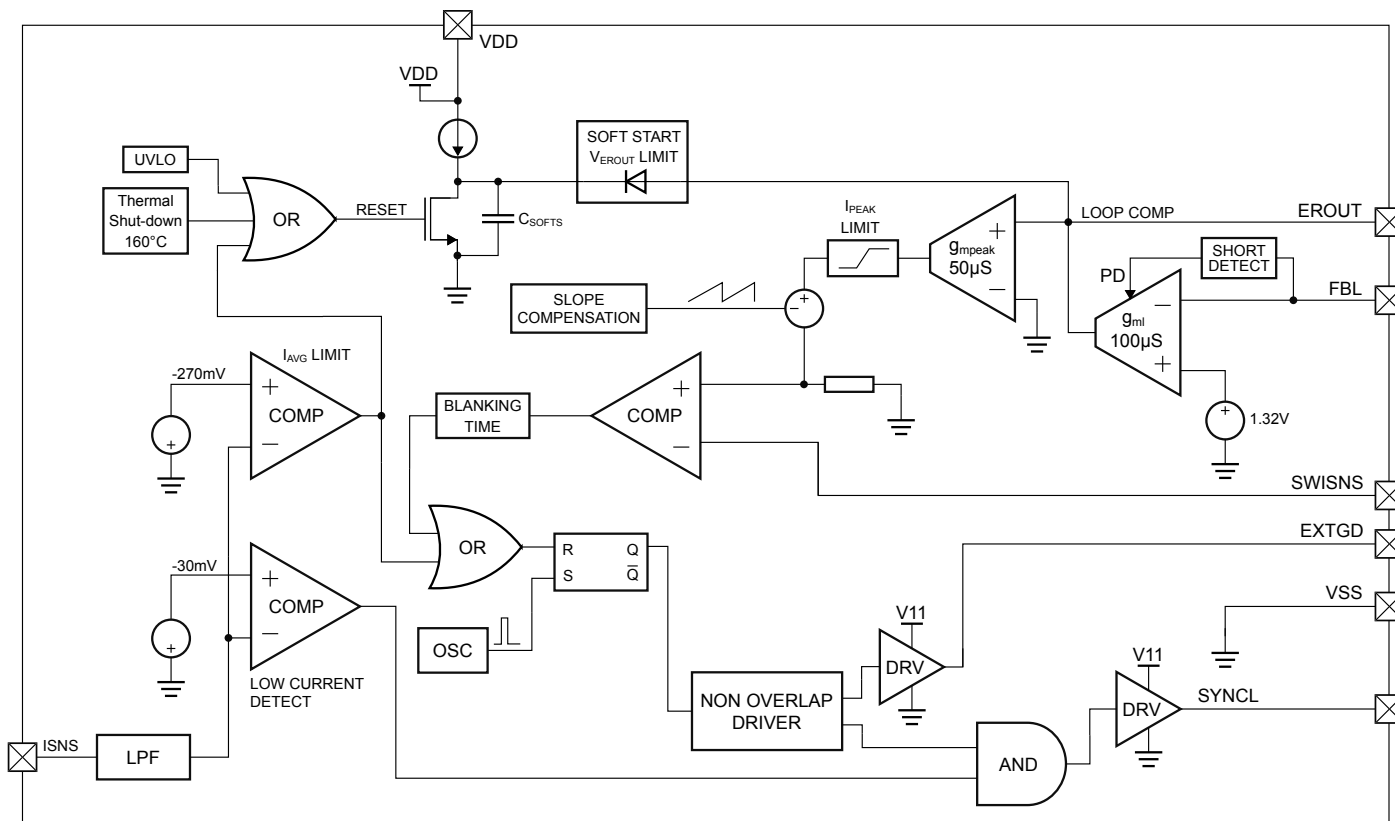 VDD
VDD
SOFT START
VEROUT LIMIT
UVLO
Thermal
Shut-down
160°C
OR
RESET
CSOFTS
IPEAK
LIMIT
+
gmpeak
50µS
−
LOOP COMP
EROUT
SHORT
DETECT
PD
FBL
−
gml
100µS
+
SLOPE
COMPENSATION
+
−
+
1.32V
IAVG LIMIT
-270mV
+
COMP
−
+
BLANKING
TIME
+
COMP
−
SWISNS
EXTGD
OR
R
Q
S
Q̅
-30mV
+
COMP
−
+
LOW CURRENT
DETECT
OSC
VSS
V11
DRV
V11
DRV
SYNCL
NON OVERLAP
DRIVER
AND
ISNS
LPF